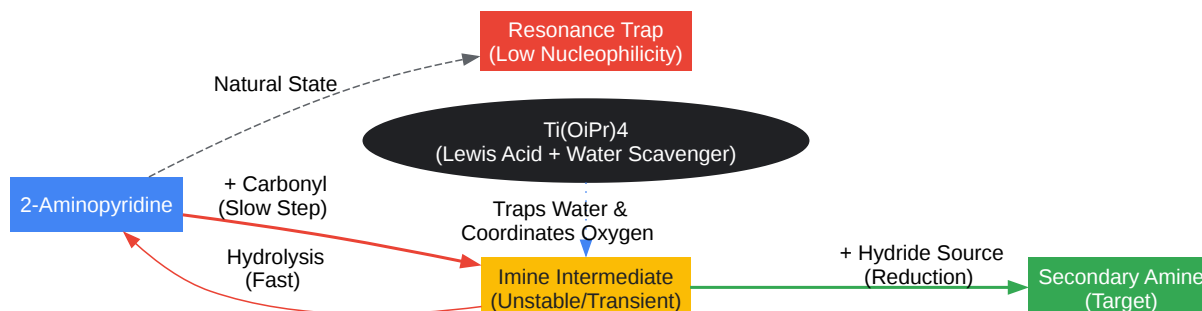 Resonance Trap
(Low Nucleophilicity)
Natural State
Ti(OiPr)4
(Lewis Acid + Water Scavenger)
2-Aminopyridine
+ Carbonyl
(Slow Step)
Traps Water &
Coordinates Oxygen
Hydrolysis
(Fast)
Imine Intermediate
(Unstable/Transient)
+ Hydride Source
(Reduction)
Secondary Amine
(Target)